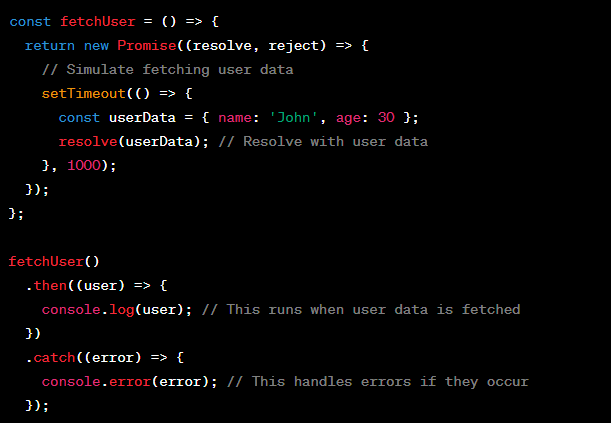 const fetchUser = () => {
  return new Promise((resolve, reject) => {
    // Simulate fetching user data
    setTimeout(() => {
      const userData = { name: 'John', age: 30 };
      resolve(userData); // Resolve with user data
    }, 1000);
  });
};

fetchUser()
  .then((user) => {
    console.log(user); // This runs when user data is fetched
  })
  .catch((error) => {
    console.error(error); // This handles errors if they occur
  });